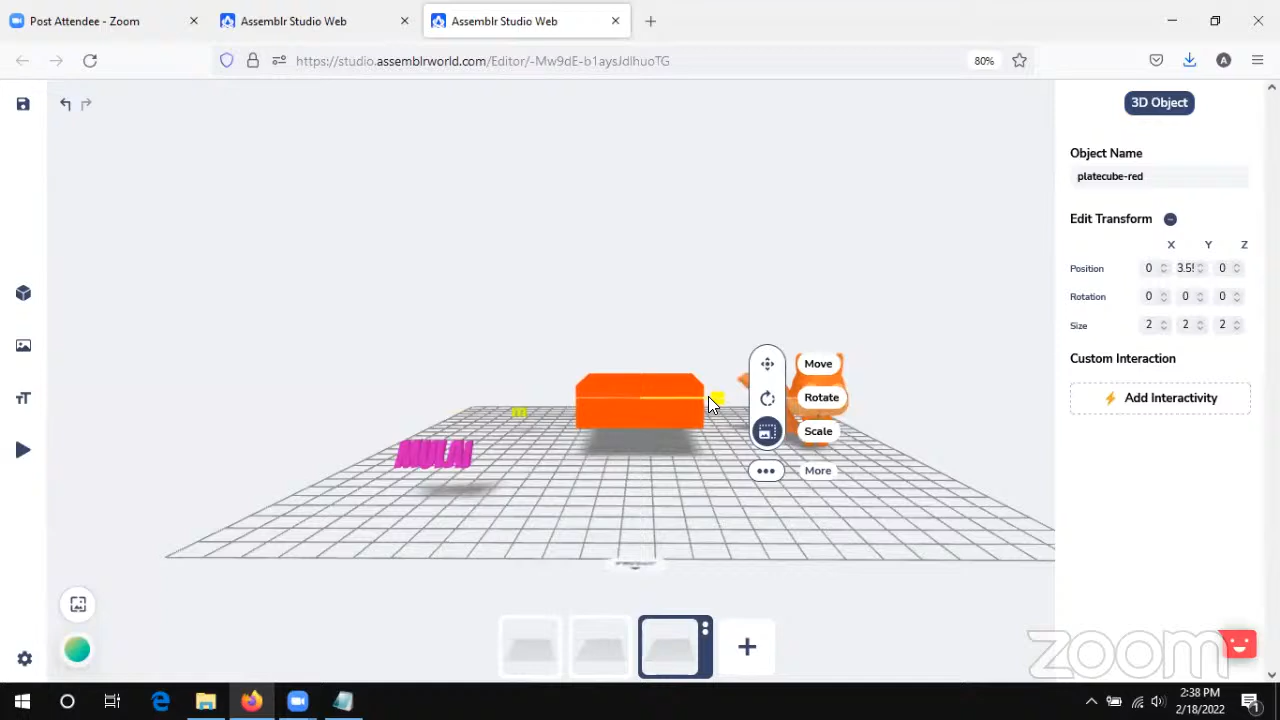 Post Attendee - Zoom
Assemblr Studio Web
Assemblr Studio Web
https://studio.assemblrworld.com/Editor/-Mw9dE-b1aysJdlhuoTG
80%
3D Object
Object Name
platecube-red
Edit Transform
X Y Z
Position 0 3.5 0
Rotation 0 0 0
Size 2 2 2
Custom Interaction
Add Interactivity
Move
Rotate
Scale
More
zoom
2:38 PM
2/18/2022